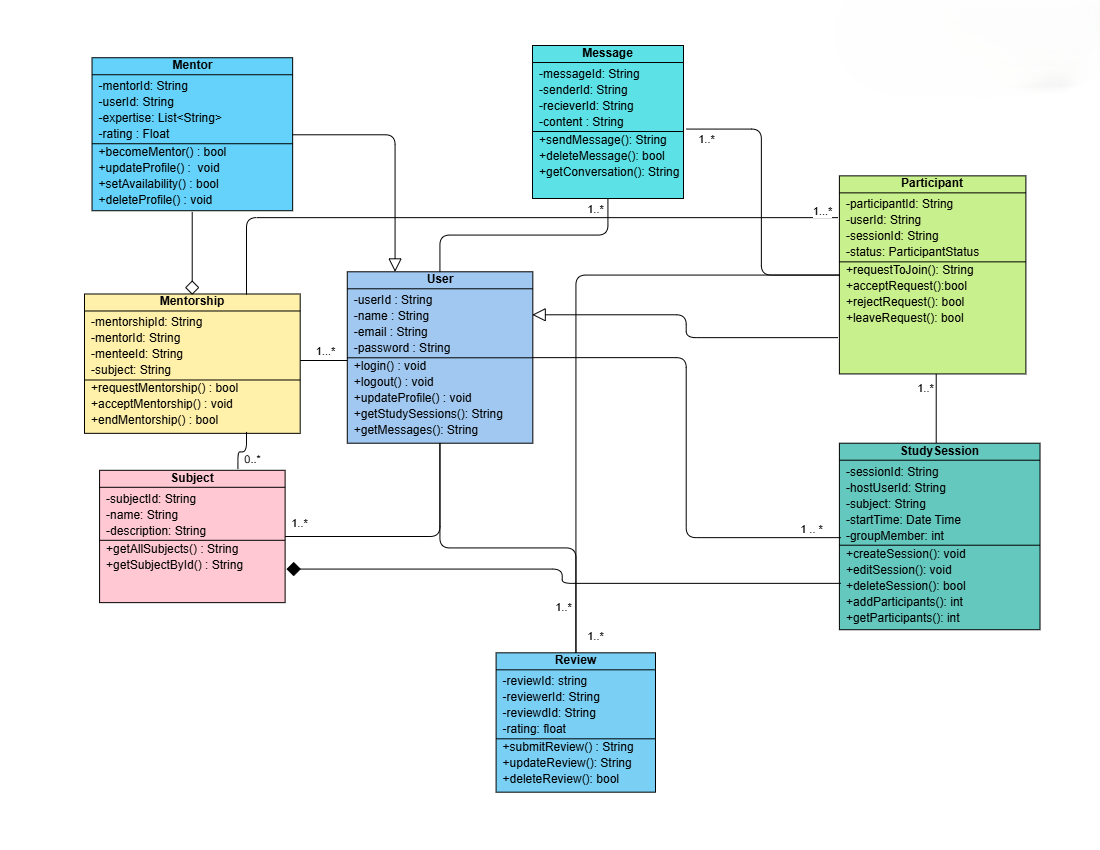 Mentor
-mentorId: String
-userId: String
-expertise: List<String>
-rating : Float
+becomeMentor() : bool
+updateProfile() : void
+setAvailability() : bool
+deleteProfile() : void
Message
-messageId: String
-senderId: String
-recieverId: String
-content : String
+sendMessage(): String
+deleteMessage(): bool
+getConversation(): String
1..*
1..*
Participant
-participantId: String
-userId: String
-sessionId: String
-status: ParticipantStatus
+requestToJoin(): String
+acceptRequest():bool
+rejectRequest(): bool
+leaveRequest(): bool
1...*
1..*
Mentorship
-mentorshipId: String
-mentorId: String
-menteeId: String
-subject: String
+requestMentorship() : bool
+acceptMentorship() : void
+endMentorship() : bool
1...*
0..*
User
-userId : String
-name : String
-email : String
-password : String
+login() : void
+logout() : void
+updateProfile() : void
+getStudySessions(): String
+getMessages(): String
Subject
-subjectId: String
-name: String
-description: String
+getAllSubjects() : String
+getSubjectById() : String
1..*
StudySession
-sessionId: String
-hostUserId: String
-subject: String
-startTime: Date Time
-groupMember: int
+createSession(): void
+editSession(): void
+deleteSession(): bool
+addParticipants(): int
+getParticipants(): int
1 .. *
1..*
1..*
Review
-reviewId: string
-reviewerId: String
-reviewdId: String
-rating: float
+submitReview() : String
+updateReview(): String
+deleteReview(): bool